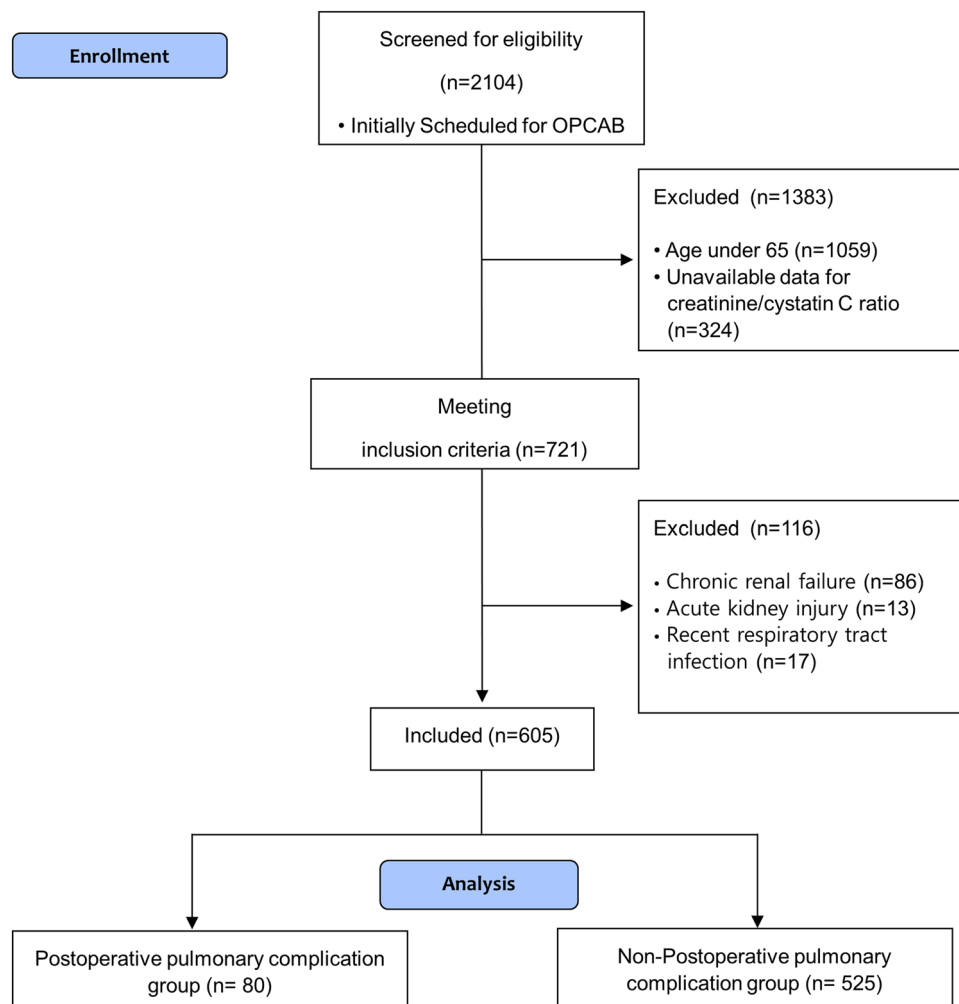 Enrollment
Screened for eligibility
(n=2104)
• Initially Scheduled for OPCAB
Excluded (n=1383)
• Age under 65 (n=1059)
• Unavailable data for
creatinine/cystatin C ratio
(n=324)
Meeting
inclusion criteria (n=721)
Excluded (n=116)
• Chronic renal failure (n=86)
• Acute kidney injury (n=13)
• Recent respiratory tract
infection (n=17)
Included (n=605)
Analysis
Postoperative pulmonary complication
group (n= 80)
Non-Postoperative pulmonary
complication group (n= 525)